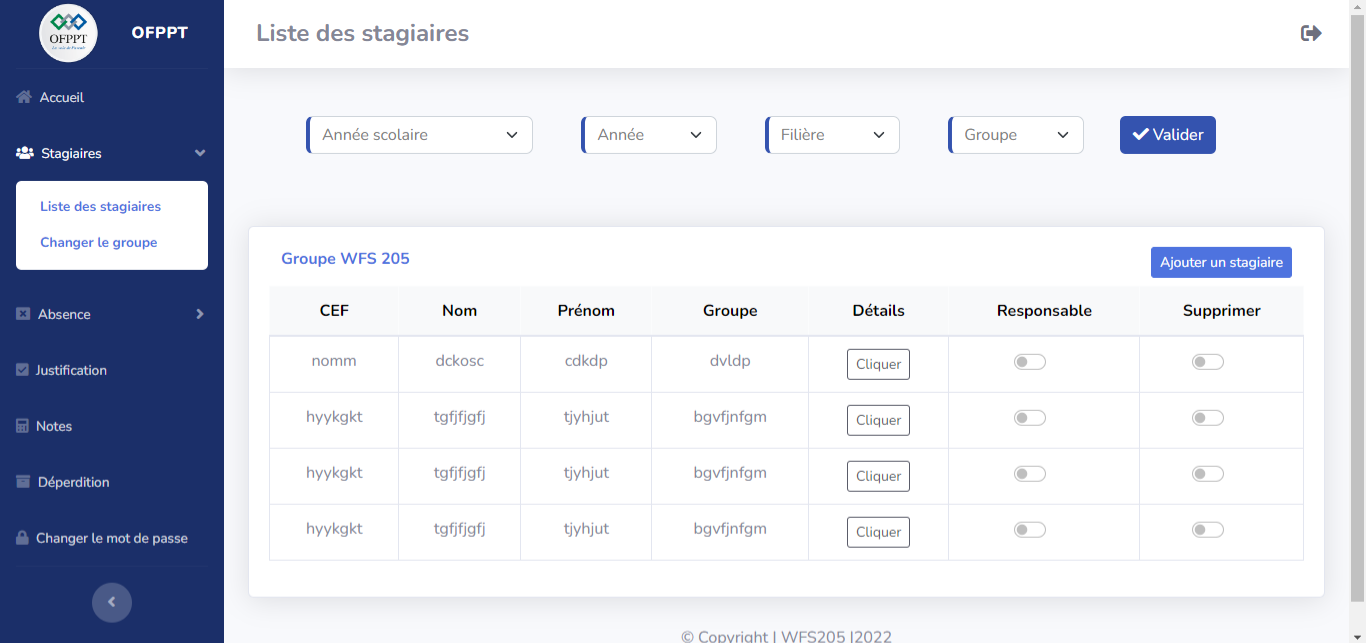 OFPPT
OFPPT
Liste des stagiaires
Accueil
Stagiaires
Liste des stagiaires
Changer le groupe
Absence
Justification
Notes
Déperdition
Changer le mot de passe
Année scolaire Année Filière Groupe Valider
Groupe WFS 205
Ajouter un stagiaire
CEF Nom Prénom Groupe Détails Responsable Supprimer
nomm dckosc cdkdp dvldp Cliquer
hyykgkt tgfjfjgfj tjyhjut bgvfjnfgm Cliquer
hyykgkt tgfjfjgfj tjyhjut bgvfjnfgm Cliquer
hyykgkt tgfjfjgfj tjyhjut bgvfjnfgm Cliquer
© Copyright | WFS205 |2022